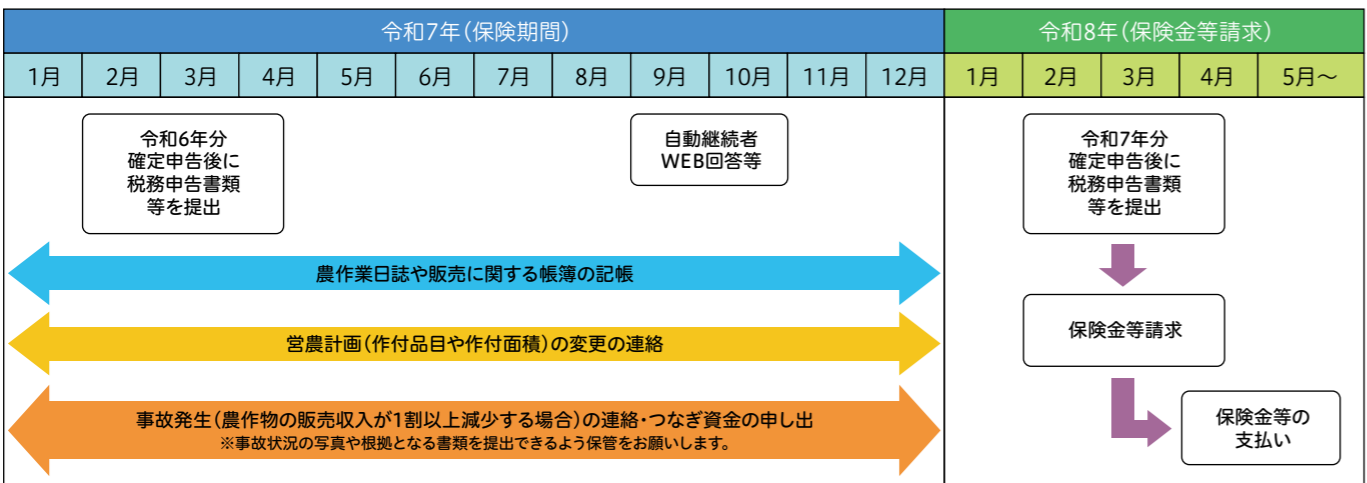 令和7年(保険期間)
令和8年(保険金等請求)
1月 2月 3月 4月 5月 6月 7月 8月 9月 10月 11月 12月 1月 2月 3月 4月 5月～
令和6年分
確定申告後に
税務申告書類
等を提出
自動継続者
WEB回答等
令和7年分
確定申告後に
税務申告書類
等を提出
農作業日誌や販売に関する帳簿の記帳
営農計画(作付品目や作付面積)の変更の連絡
保険金等請求
事故発生(農作物の販売収入が1割以上減少する場合)の連絡・つなぎ資金の申し出
※事故状況の写真や根拠となる書類を提出できるよう保管をお願いします。
保険金等の
支払い